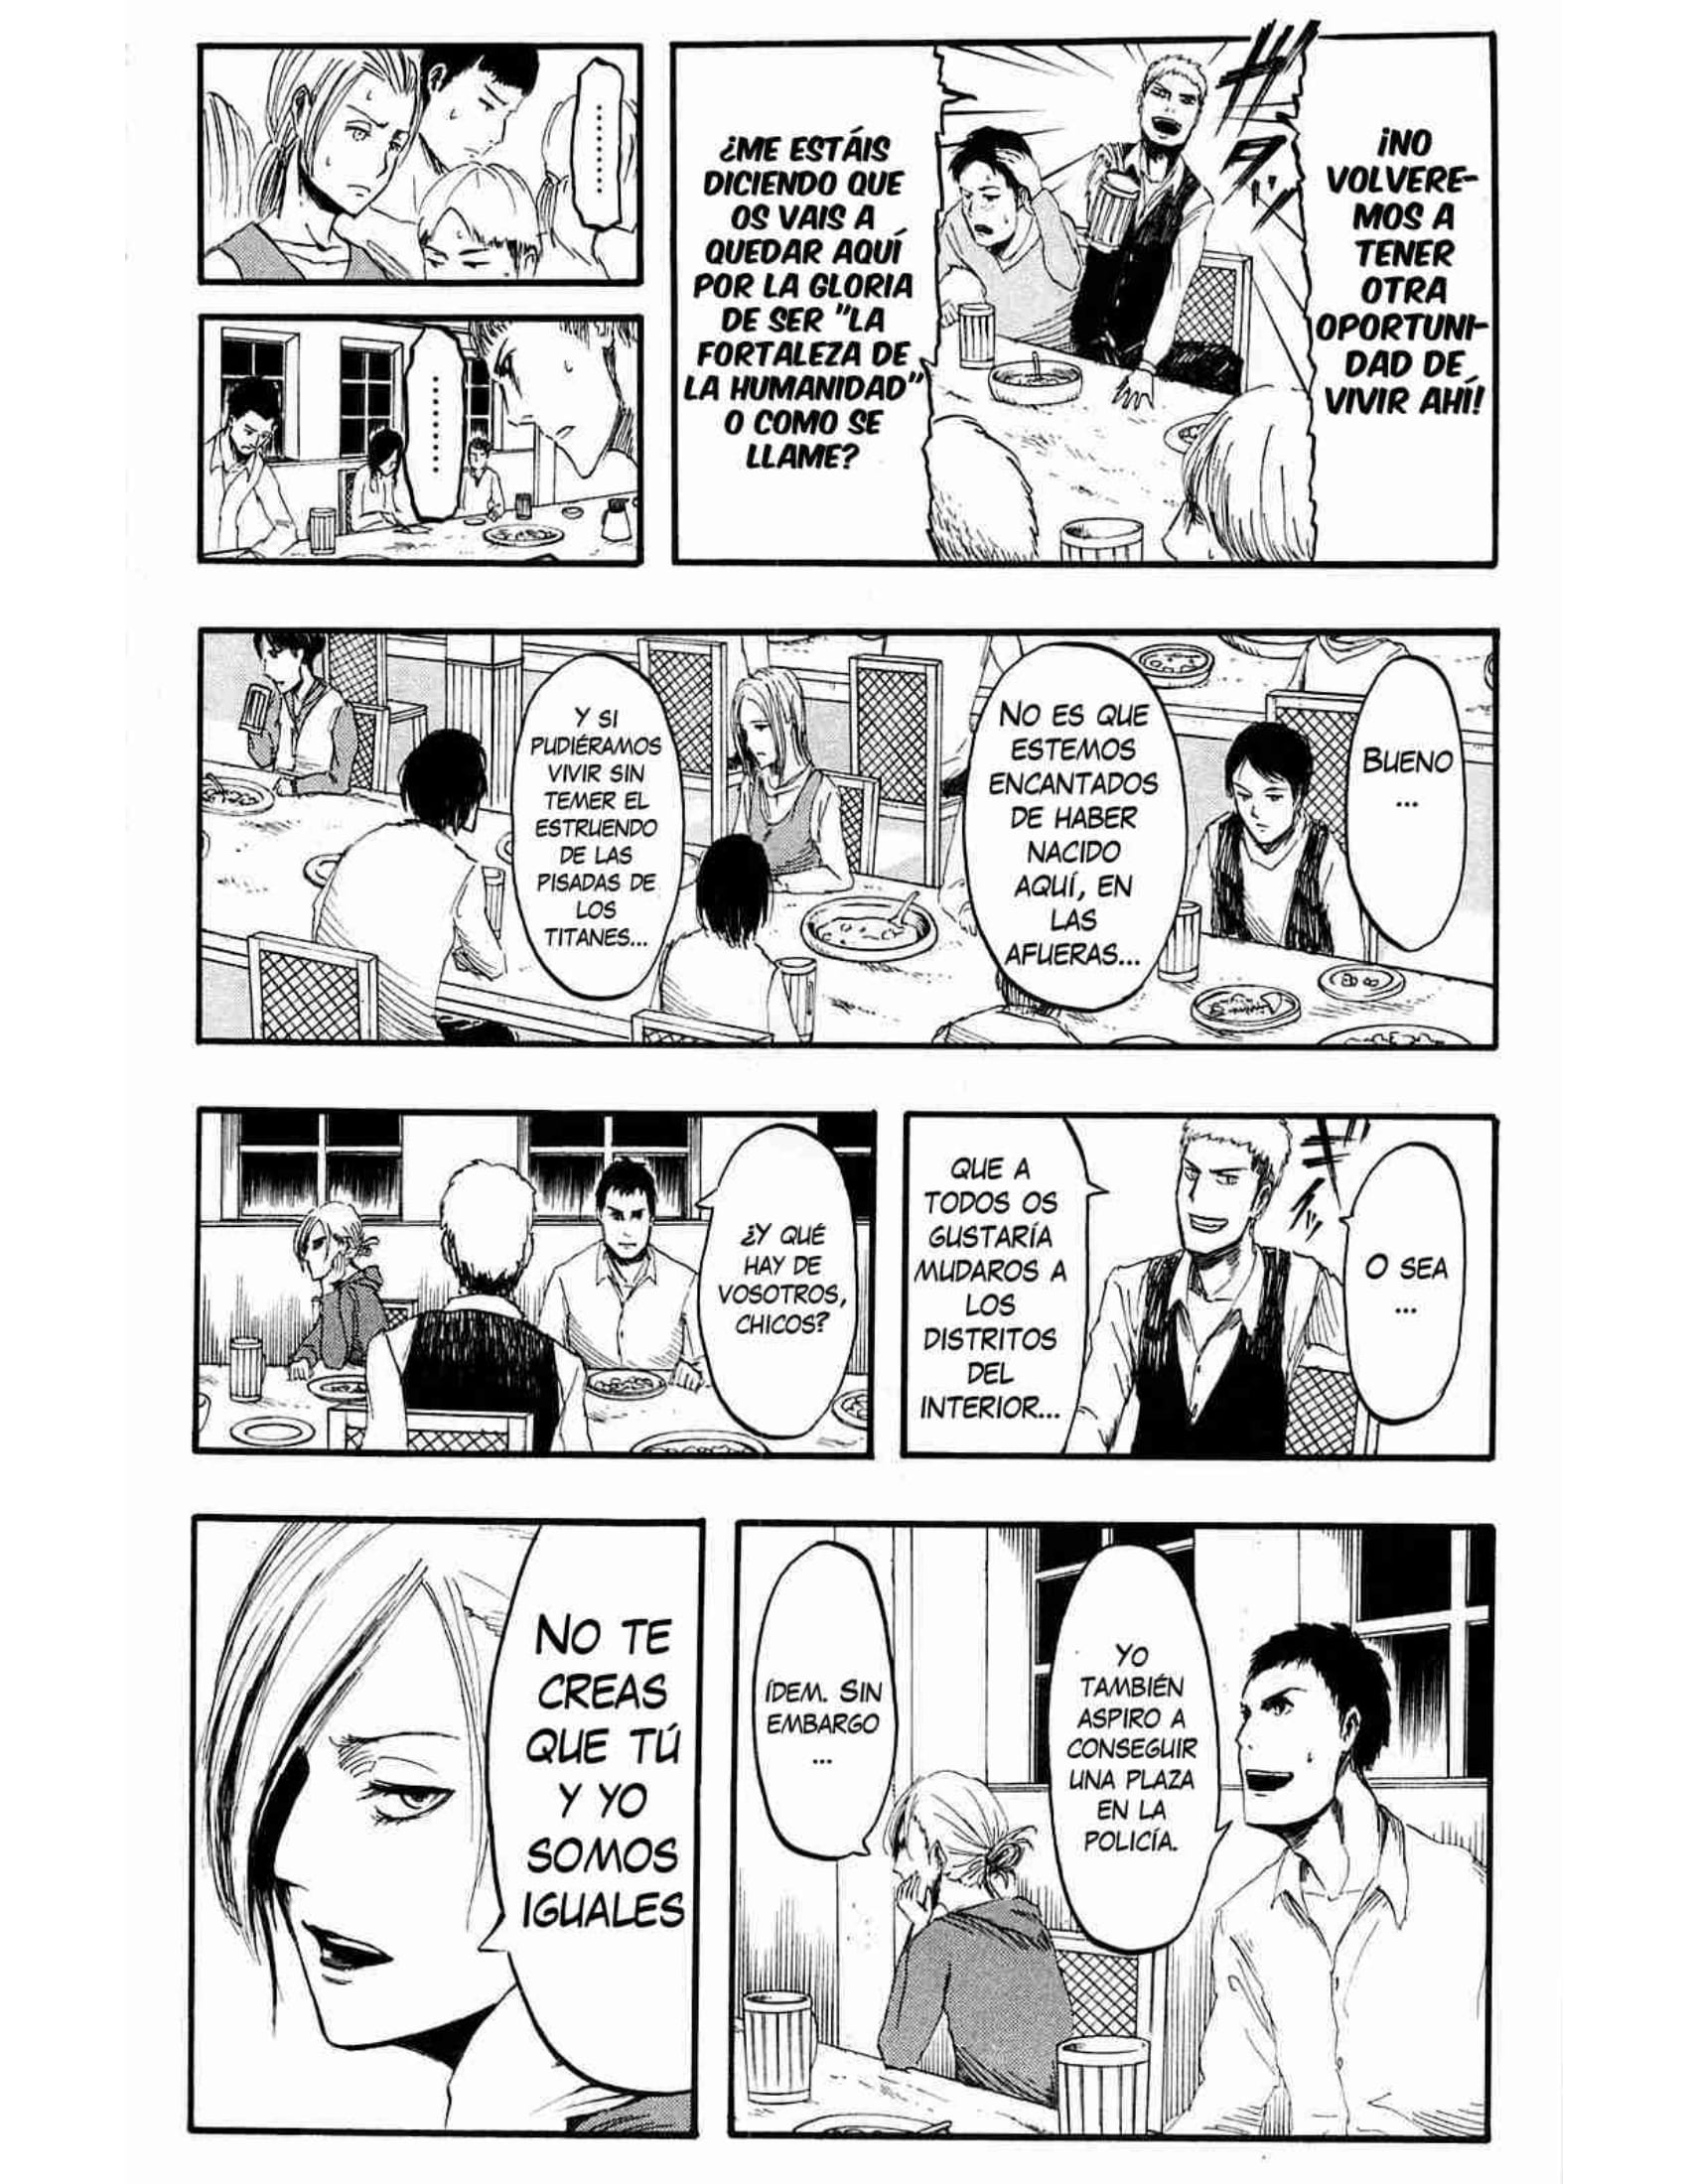 ¡NO
VOLVERE-
MOS A
TENER
OTRA
OPORTUNI-
DAD DE
VIVIR AHÍ!
¿ME ESTÁIS
DICIENDO QUE
OS VAIS A
QUEDAR AQUÍ
POR LA GLORIA
DE SER "LA
FORTALEZA DE
LA HUMANIDAD"
O COMO SE
LLAME?
........
........
BUENO
...
NO ES QUE
ESTEMOS
ENCANTADOS
DE HABER
NACIDO
AQUÍ, EN
LAS
AFUERAS...
Y SI
PUDIÉRAMOS
VIVIR SIN
TEMER EL
ESTRUENDO
DE LAS
PISADAS DE
LOS
TITANES...
O SEA
...
QUE A
TODOS OS
GUSTARÍA
MUDAROS A
LOS
DISTRITOS
DEL
INTERIOR...
¿Y QUÉ
HAY DE
VOSOTROS,
CHICOS?
YO
TAMBIÉN
ASPIRO A
CONSEGUIR
UNA PLAZA
EN LA
POLICÍA.
ÍDEM. SIN
EMBARGO
...
NO TE
CREAS
QUE TÚ
Y YO
SOMOS
IGUALES